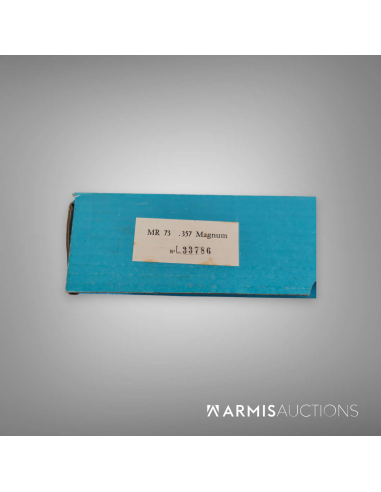 MR 73 .357 Magnum
N° L 33786
ARMISAUCTIONS